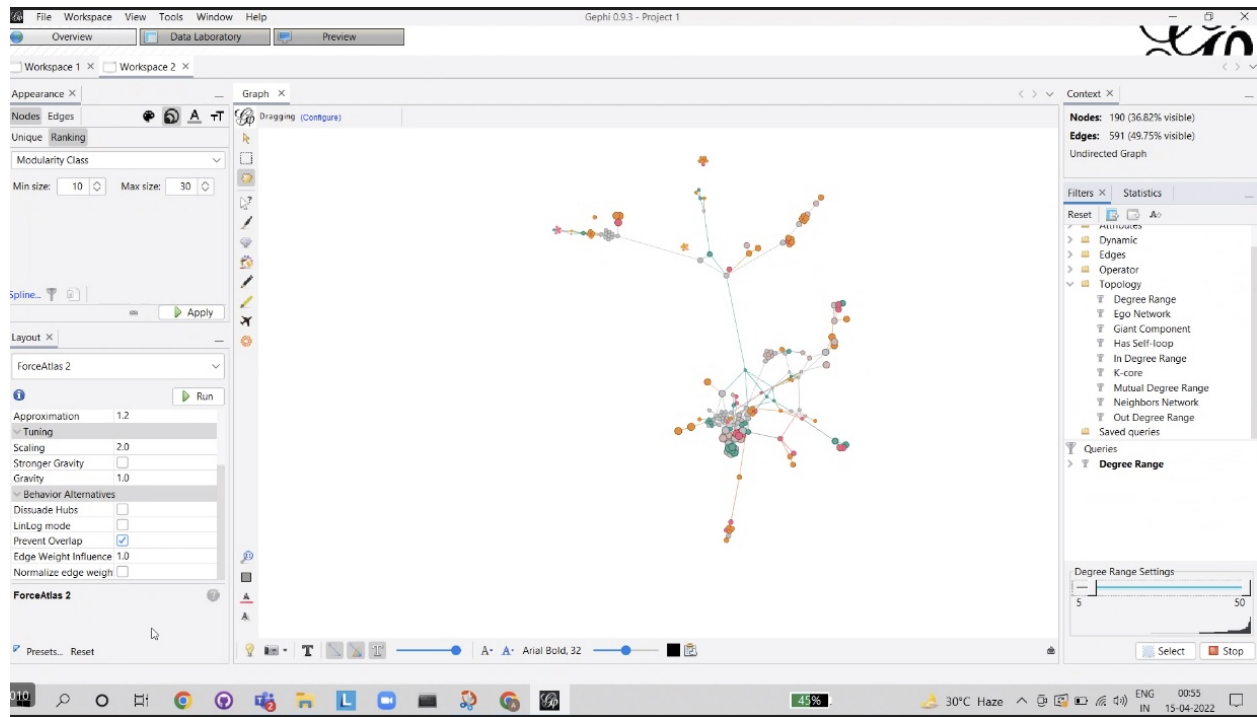 File Workspace View Tools Window Help
Gephi 0.9.3 - Project 1
Overview
Data Laboratory
Preview
Workspace 1 ×
Workspace 2 ×
Appearance ×
Nodes Edges
Unique Ranking
Modularity Class
Min size: 10 Max size: 30
Spline...
Apply
Layout ×
ForceAtlas 2
Run
Approximation 1.2
Tuning
Scaling 2.0
Stronger Gravity
Gravity 1.0
Behavior Alternatives
Dissuade Hubs
LinLog mode
Prevent Overlap
Edge Weight Influence 1.0
Normalize edge weigh
ForceAtlas 2
Presets... Reset
Graph ×
Dragging (Configure)
Arial Bold, 32
Context ×
Nodes: 190 (36.82% visible)
Edges: 591 (49.75% visible)
Undirected Graph
Filters × Statistics
Reset
Attributes
Dynamic
Edges
Operator
Topology
Degree Range
Ego Network
Giant Component
Has Self-loop
In Degree Range
K-core
Mutual Degree Range
Neighbors Network
Out Degree Range
Saved queries
Queries
Degree Range
Degree Range Settings
5 50
Select Stop
45%
30°C Haze
ENG
IN
00:55
15-04-2022